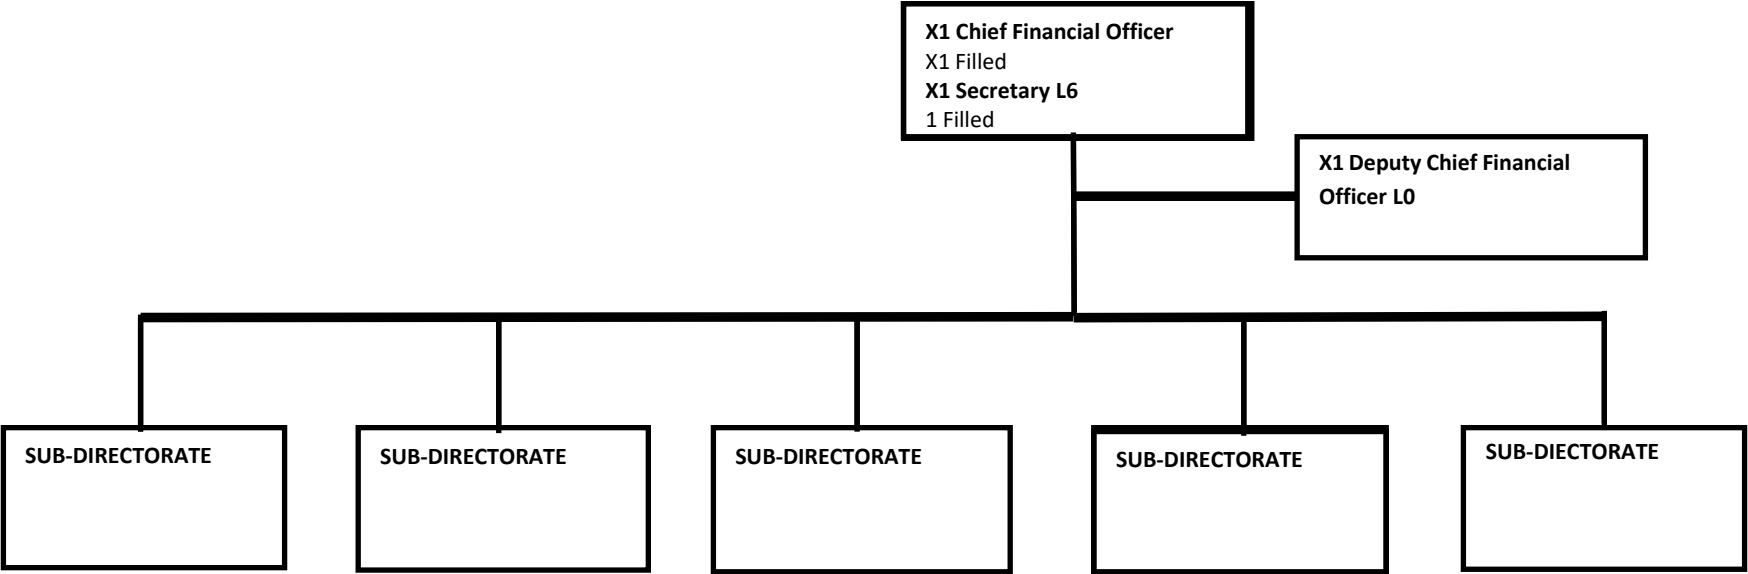 X1 Chief Financial Officer
X1 Filled
X1 Secretary L6
1 Filled
X1 Deputy Chief Financial
Officer L0
SUB-DIRECTORATE
SUB-DIRECTORATE
SUB-DIRECTORATE
SUB-DIRECTORATE
SUB-DIECTORATE